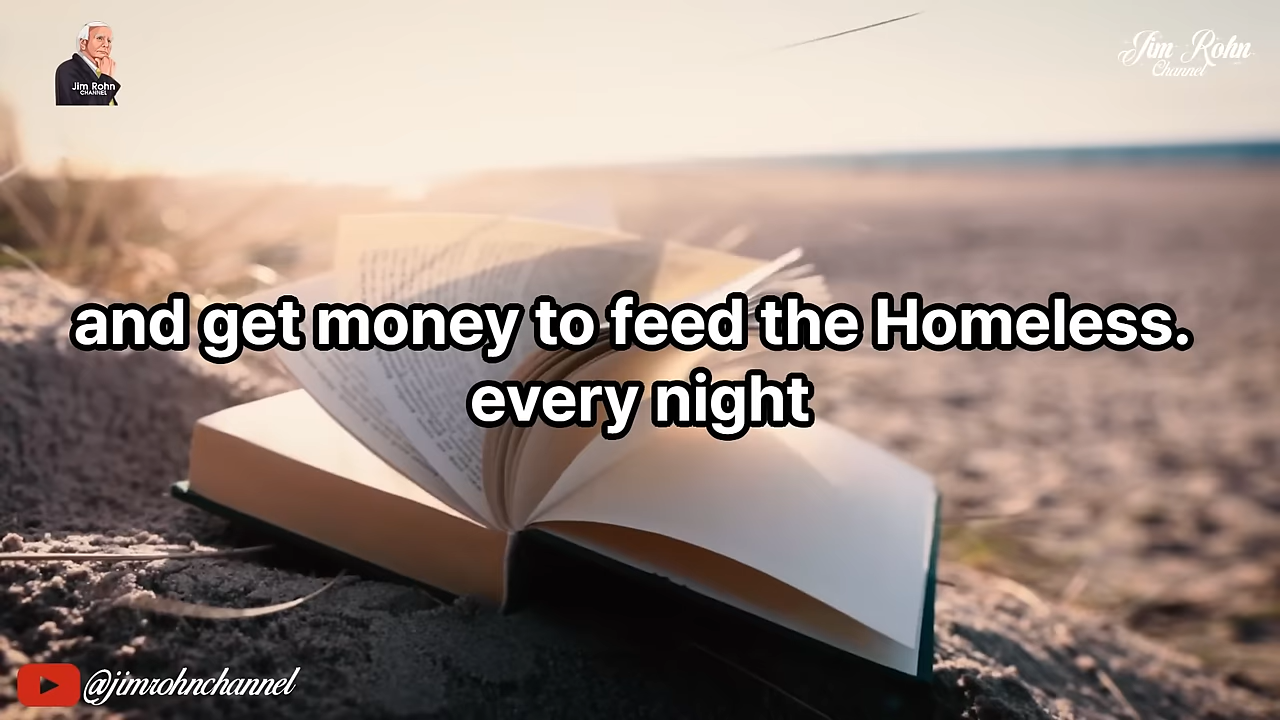 Jim Rohn
CHANNEL
Jim Rohn
Channel
and get money to feed the Homeless.
every night
@jimrohnchannel